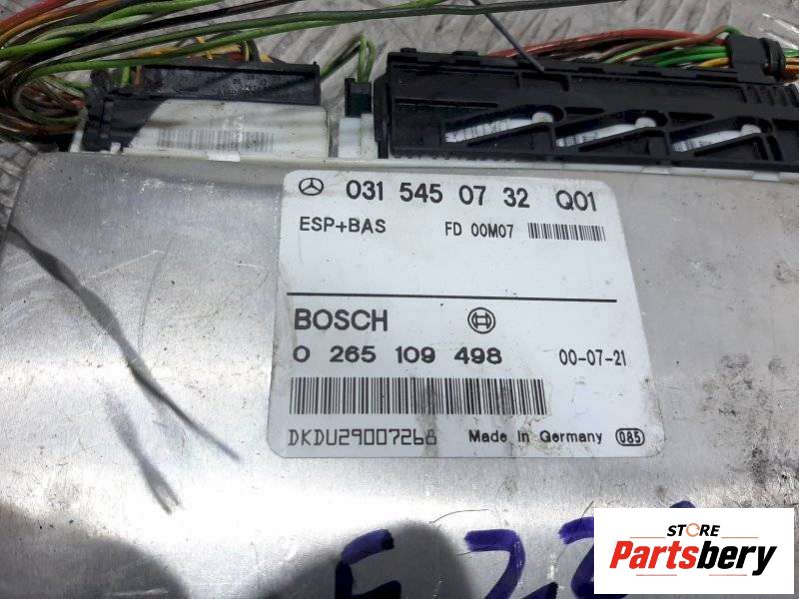 031 545 07 32 Q01
ESP+BAS FD 00M07
BOSCH
0 265 109 498 00-07-21
DKDU29007268
Made in Germany 085
STORE
Partsbery